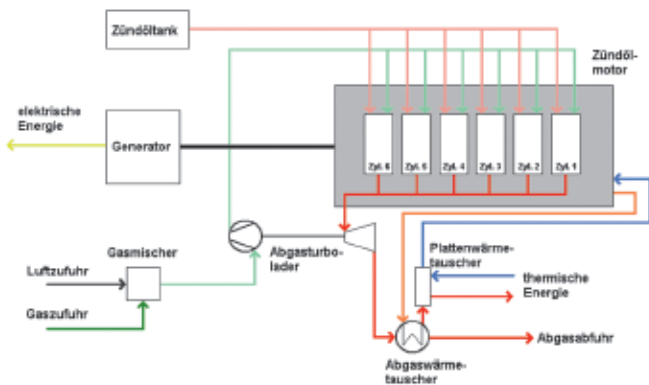 Zündöltank
Zündöl-
motor
elektrische
Energie
Generator
Zyl. 6
Zyl. 5
Zyl. 4
Zyl. 3
Zyl. 2
Zyl. 1
Gasmischer
Abgasturbo-
lader
Plattenwärme-
tauscher
Luftzufuhr
thermische
Energie
Gaszufuhr
Abgasabfuhr
Abgaswärme-
tauscher